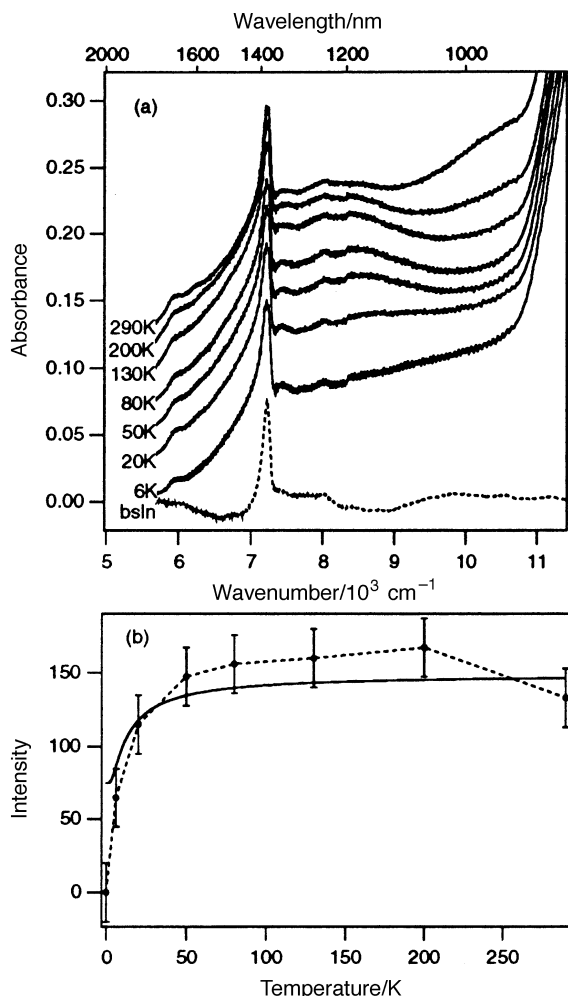 Wavelength/nm
2000 1600 1400 1200 1000
(a)
0.30
0.25
0.20
0.15
0.10
0.05
0.00
Absorbance
290K
200K
130K
80K
50K
20K
6K
bsln
5 6 7 8 9 10 11
Wavenumber/10³ cm⁻¹
(b)
150
100
50
0
Intensity
0 50 100 150 200 250
Temperature/K